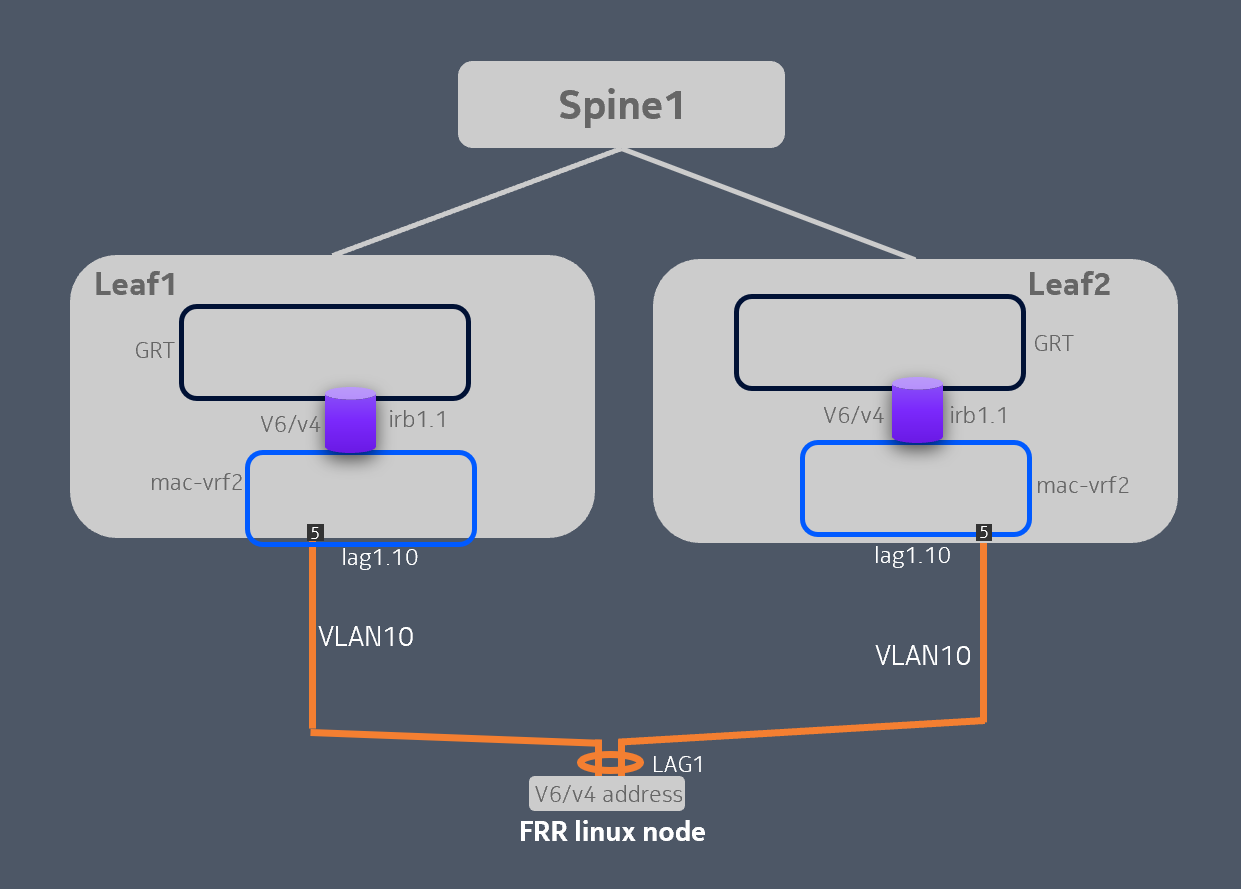 Spine1
Leaf1
GRT
V6/v4
irb1.1
mac-vrf2
5
lag1.10
VLAN10
Leaf2
GRT
V6/v4
irb1.1
mac-vrf2
5
lag1.10
VLAN10
LAG1
V6/v4 address
FRR linux node